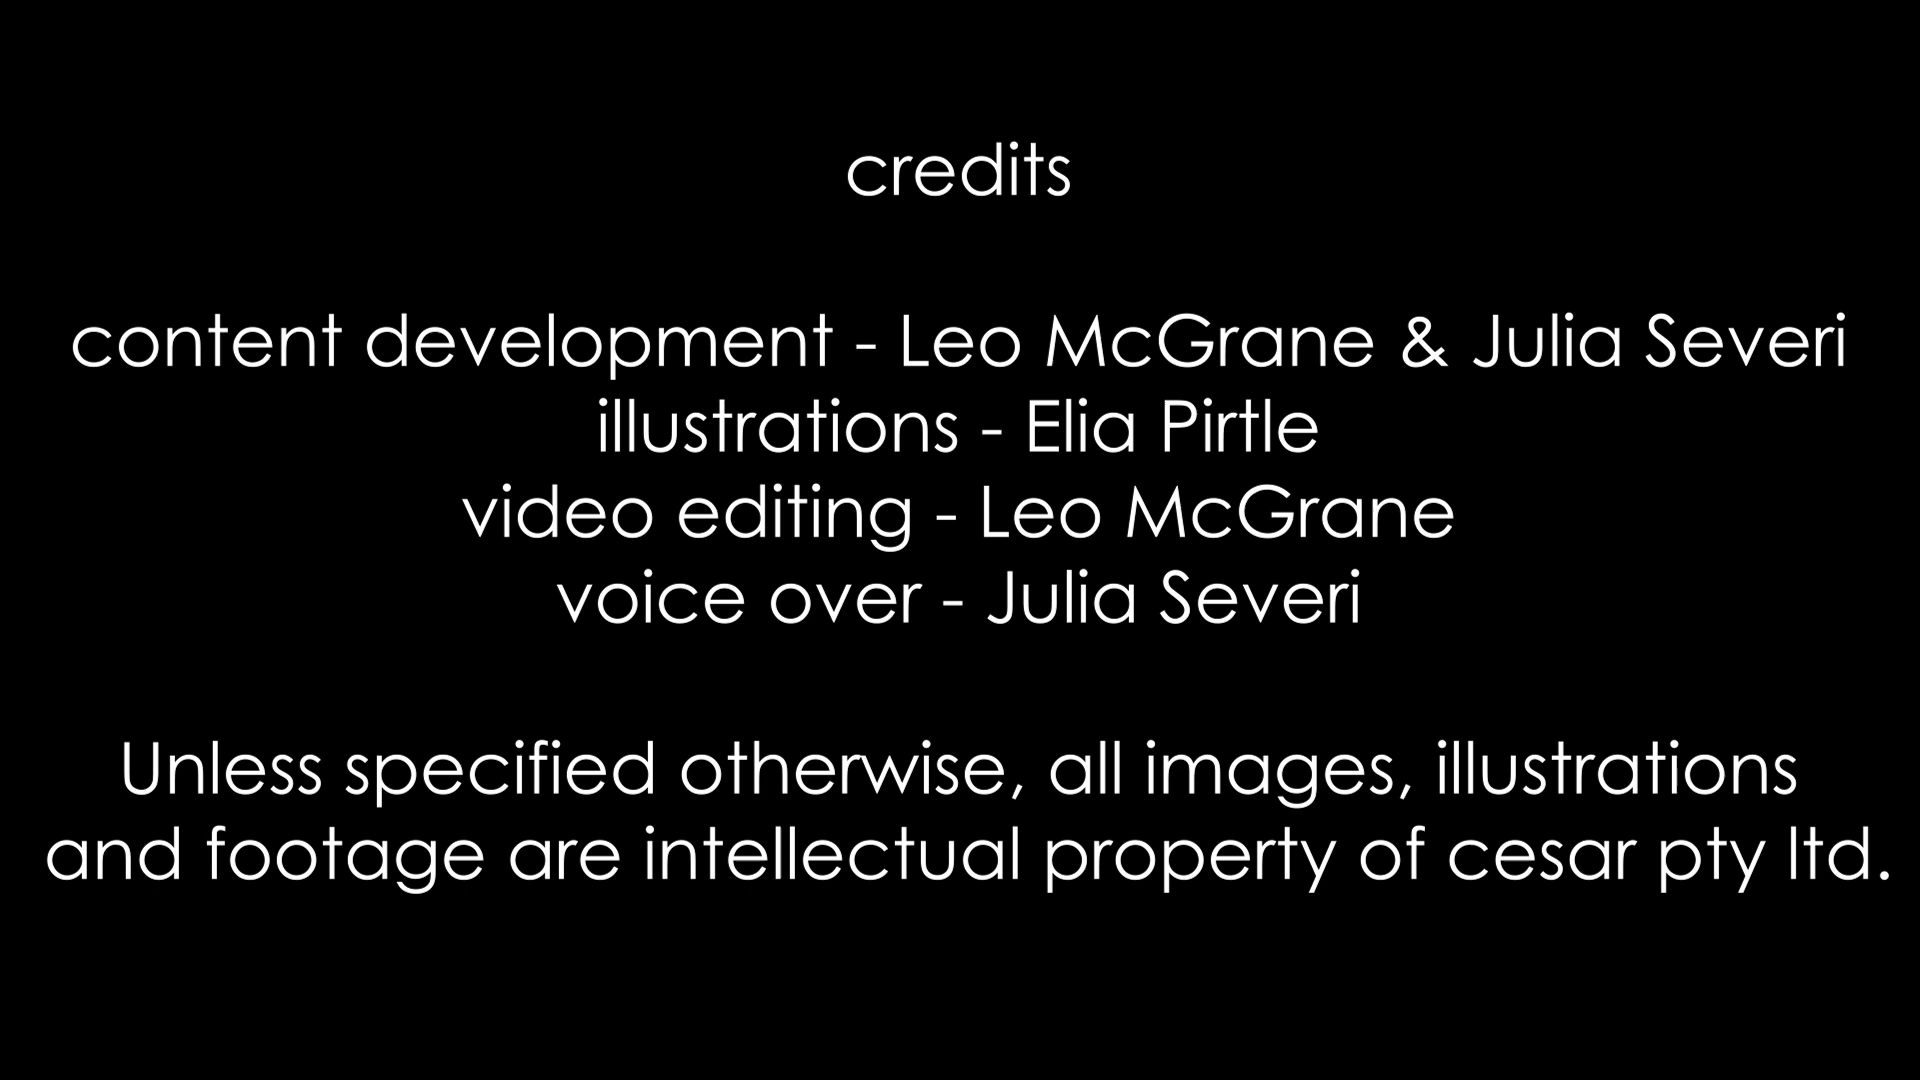 credits
content development - Leo McGrane & Julia Severi
illustrations - Elia Pirtle
video editing - Leo McGrane
voice over - Julia Severi
Unless specified otherwise, all images, illustrations
and footage are intellectual property of cesar pty ltd.